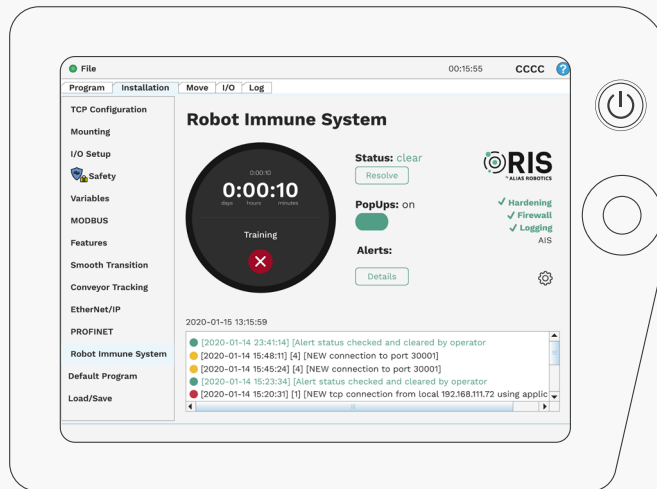 File
00:15:55
CCCC
?
Program
Installation
Move
I/O
Log
TCP Configuration
Mounting
I/O Setup
Safety
Variables
MODBUS
Features
Smooth Transition
Conveyor Tracking
EtherNet/IP
PROFINET
Robot Immune System
Default Program
Load/Save
Robot Immune System
0:00:10
0:00:10
days hours minutes
Training
Status: clear
Resolve
PopUps: on
Alerts:
Details
RIS
by ALIAS ROBOTICS
✓ Hardening
✓ Firewall
✓ Logging
AIS
2020-01-15 13:15:59
[2020-01-14 23:41:14] [Alert status checked and cleared by operator
[2020-01-14 15:48:11] [4] [NEW connection to port 30001]
[2020-01-14 15:45:24] [4] [NEW connection to port 30001]
[2020-01-14 15:23:34] [Alert status checked and cleared by operator
[2020-01-14 15:20:31] [1] [NEW tcp connection from local 192.168.111.72 using applic